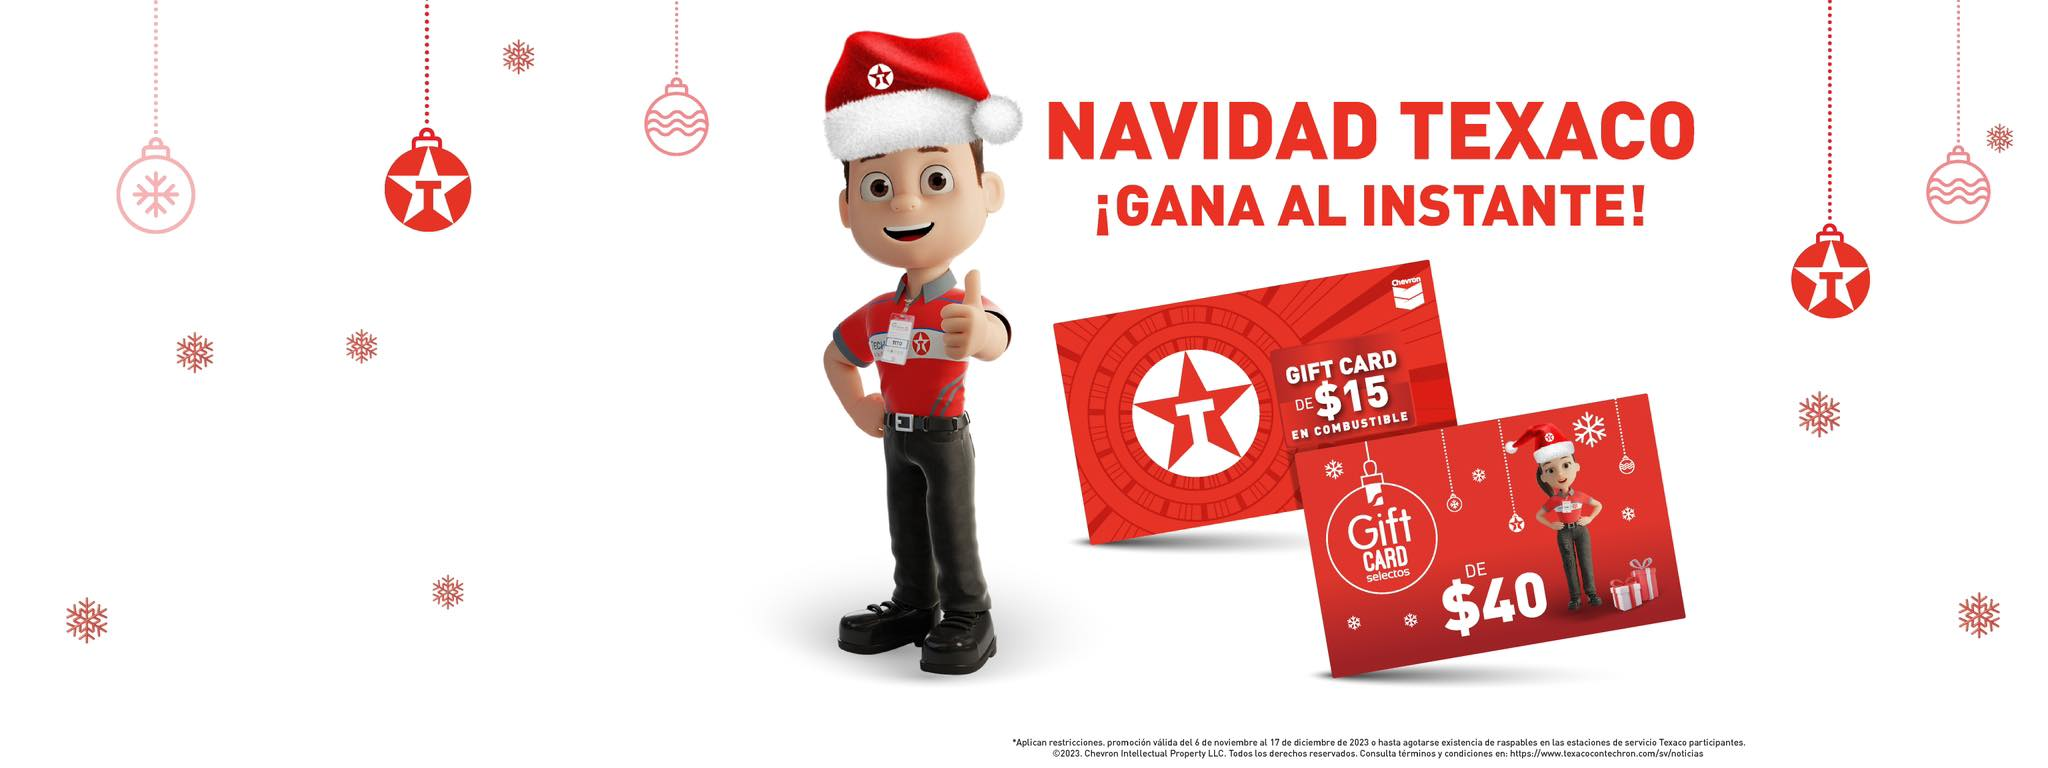 NAVIDAD TEXACO
¡GANA AL INSTANTE!
Chevron
GIFT CARD
DE $15
EN COMBUSTIBLE
T
T
T
T
TITO
Gift
CARD
selectos
DE
$40
*Aplican restricciones. promoción válida del 6 de noviembre al 17 de diciembre de 2023 o hasta agotarse existencia de raspables en las estaciones de servicio Texaco participantes.
©2023. Chevron Intellectual Property LLC. Todos los derechos reservados. Consulta términos y condiciones en: https://www.texacocontechron.com/sv/noticias